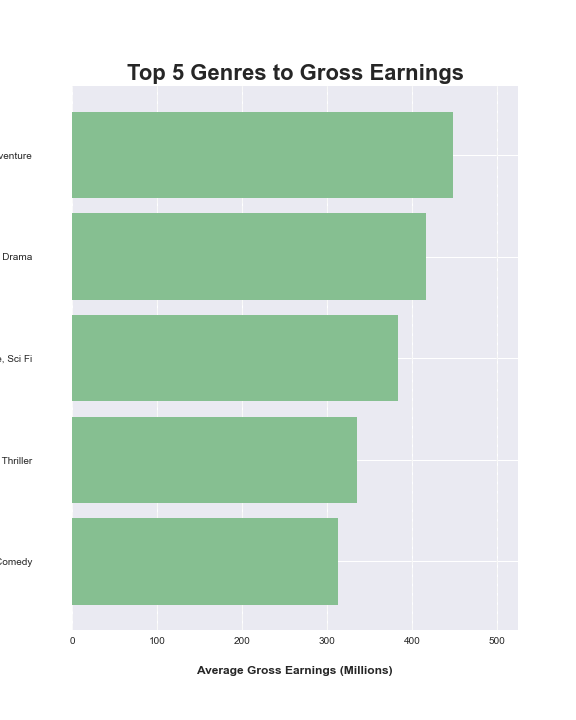 Top 5 Genres to Gross Earnings
venture
Drama
, Sci Fi
Thriller
Comedy
0 100 200 300 400 500
Average Gross Earnings (Millions)